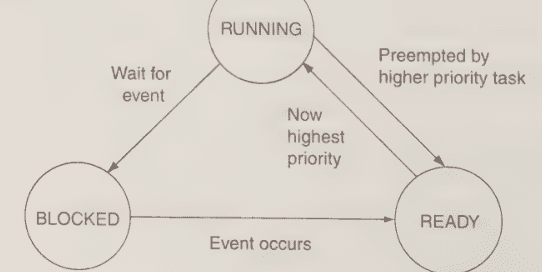 RUNNING
Preempted by
higher priority task
Wait for
event
Now
highest
priority
BLOCKED
READY
Event occurs